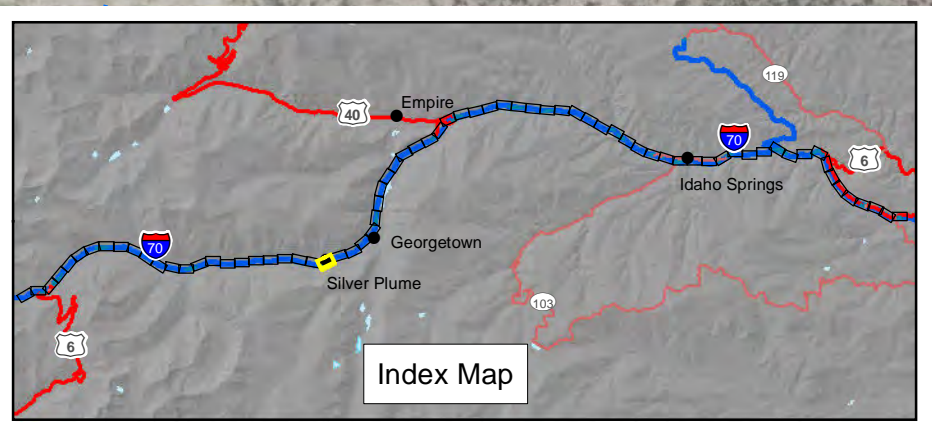 119
Empire
40
70
6
Idaho Springs
Georgetown
70
Silver Plume
103
6
Index Map